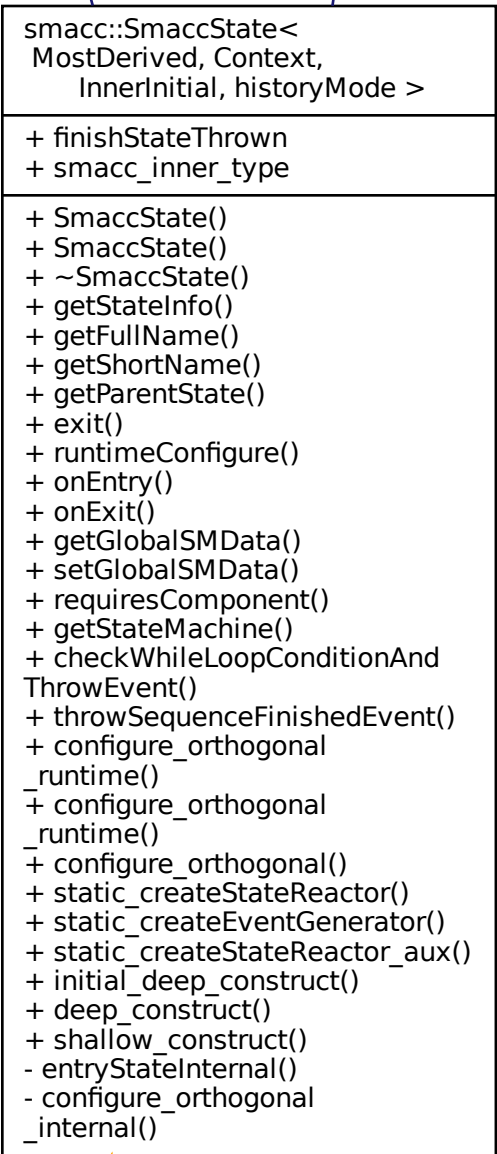 smacc::SmaccState<
MostDerived, Context,
InnerInitial, historyMode >
+ finishStateThrown
+ smacc_inner_type
+ SmaccState()
+ SmaccState()
+ ~SmaccState()
+ getStateInfo()
+ getFullName()
+ getShortName()
+ getParentState()
+ exit()
+ runtimeConfigure()
+ onEntry()
+ onExit()
+ getGlobalSMData()
+ setGlobalSMData()
+ requiresComponent()
+ getStateMachine()
+ checkWhileLoopConditionAnd
ThrowEvent()
+ throwSequenceFinishedEvent()
+ configure_orthogonal
_runtime()
+ configure_orthogonal
_runtime()
+ configure_orthogonal()
+ static_createStateReactor()
+ static_createEventGenerator()
+ static_createStateReactor_aux()
+ initial_deep_construct()
+ deep_construct()
+ shallow_construct()
- entryStateInternal()
- configure_orthogonal
_internal()